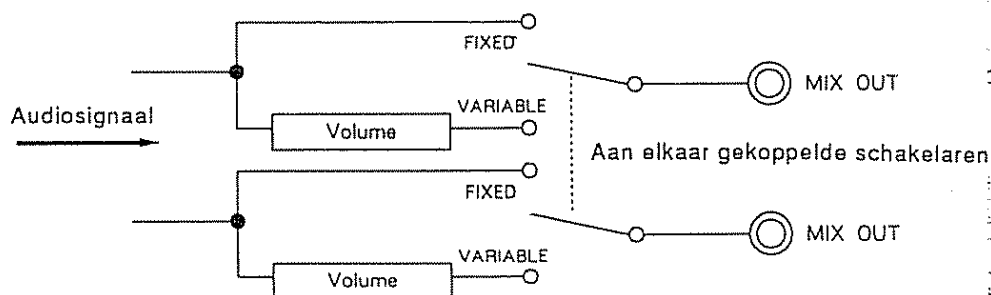 FIXED
MIX OUT
VARIABLE
Audiosignaal
Volume
Aan elkaar gekoppelde schakelaren
FIXED
MIX OUT
VARIABLE
Volume